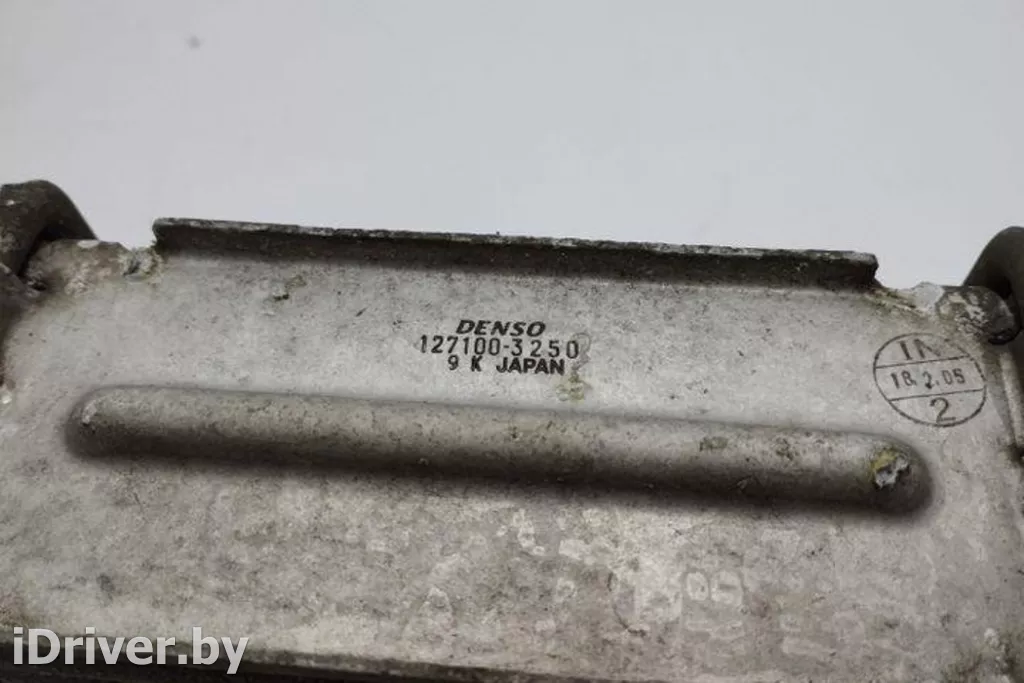 DENSO
127100-3250
9 K JAPAN
18.2.05
2
iDriver.by